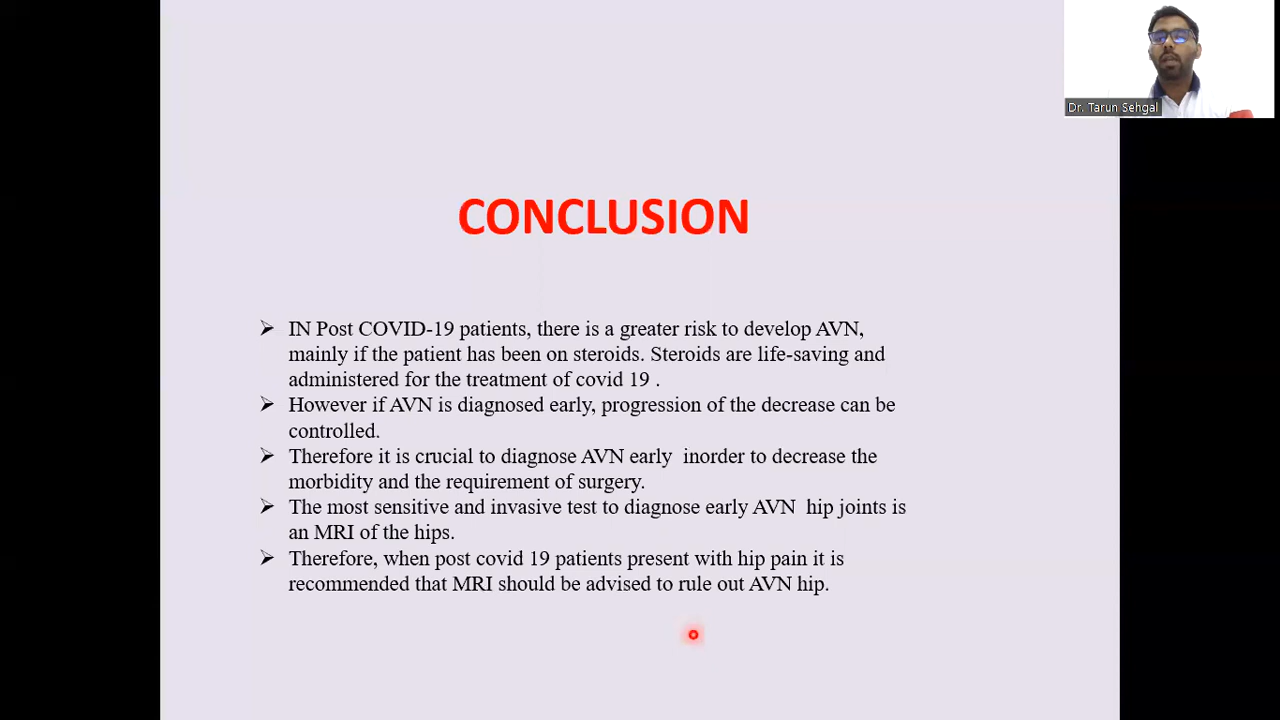 Dr. Tarun Sehgal
CONCLUSION
➢ IN Post COVID-19 patients, there is a greater risk to develop AVN,
mainly if the patient has been on steroids. Steroids are life-saving and
administered for the treatment of covid 19 .
➢ However if AVN is diagnosed early, progression of the decrease can be
controlled.
➢ Therefore it is crucial to diagnose AVN early  inorder to decrease the
morbidity and the requirement of surgery.
➢ The most sensitive and invasive test to diagnose early AVN  hip joints is
an MRI of the hips.
➢ Therefore, when post covid 19 patients present with hip pain it is
recommended that MRI should be advised to rule out AVN hip.